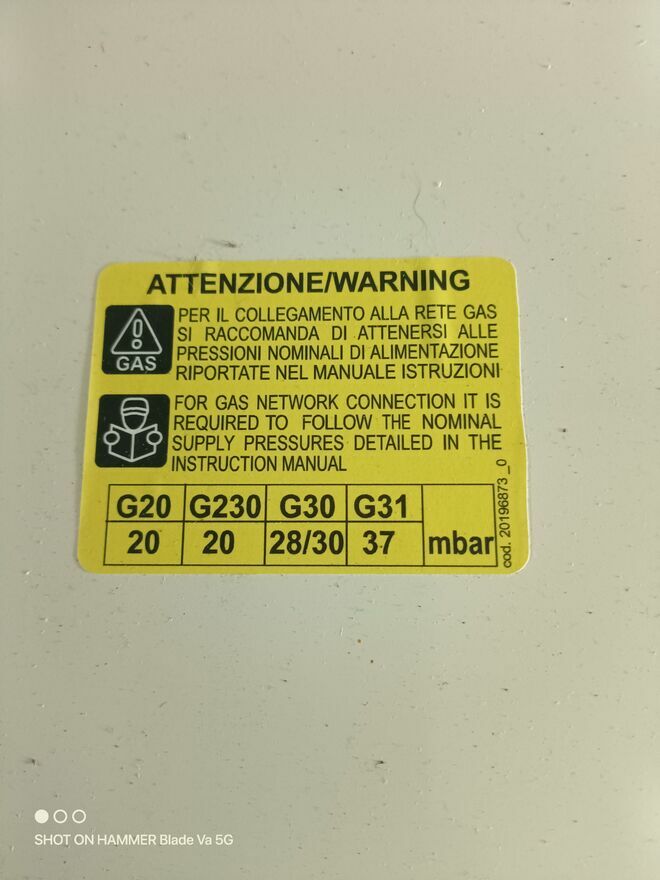 ATTENZIONE/WARNING
GAS
PER IL COLLEGAMENTO ALLA RETE GAS
SI RACCOMANDA DI ATTENERSI ALLE
PRESSIONI NOMINALI DI ALIMENTAZIONE
RIPORTATE NEL MANUALE ISTRUZIONI
FOR GAS NETWORK CONNECTION IT IS
REQUIRED TO FOLLOW THE NOMINAL
SUPPLY PRESSURES DETAILED IN THE
INSTRUCTION MANUAL
G20 G230 G30 G31
20 20 28/30 37 mbar
cod. 20196873 _0
SHOT ON HAMMER Blade Va 5G